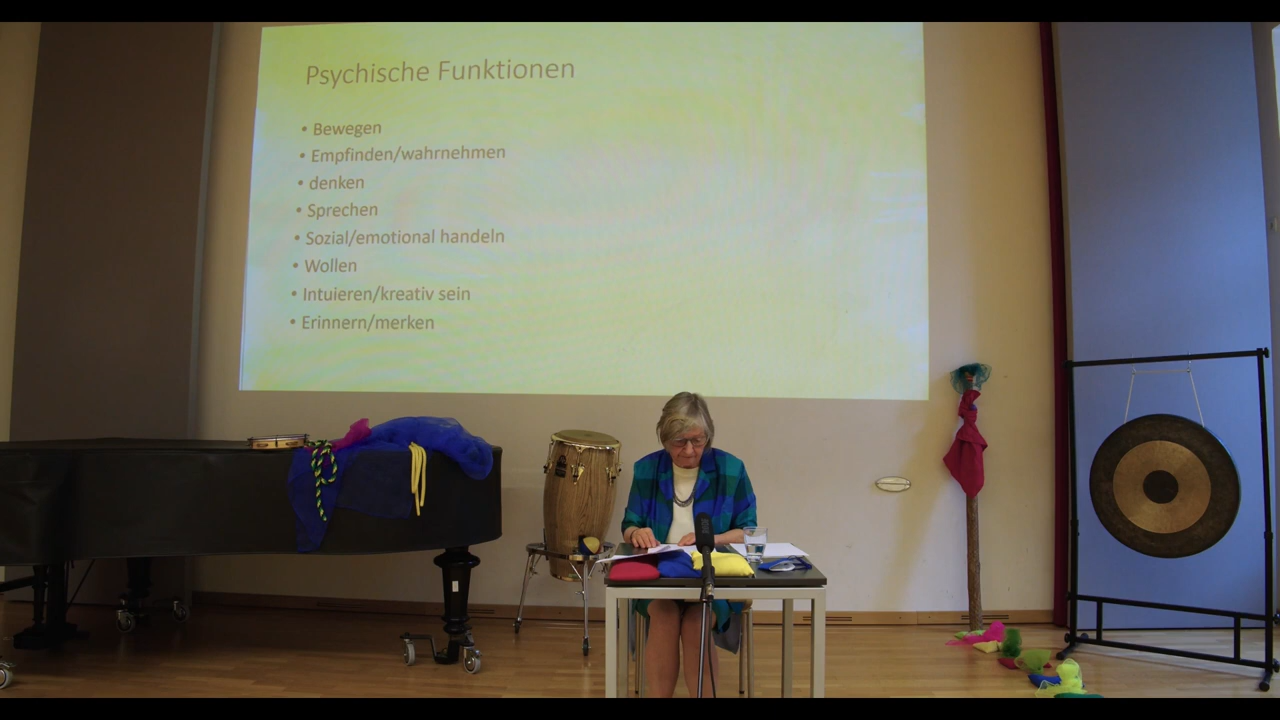 Psychische Funktionen
• Bewegen
• Empfinden/wahrnehmen
• denken
• Sprechen
• Sozial/emotional handeln
• Wollen
• Intuieren/kreativ sein
• Erinnern/merken